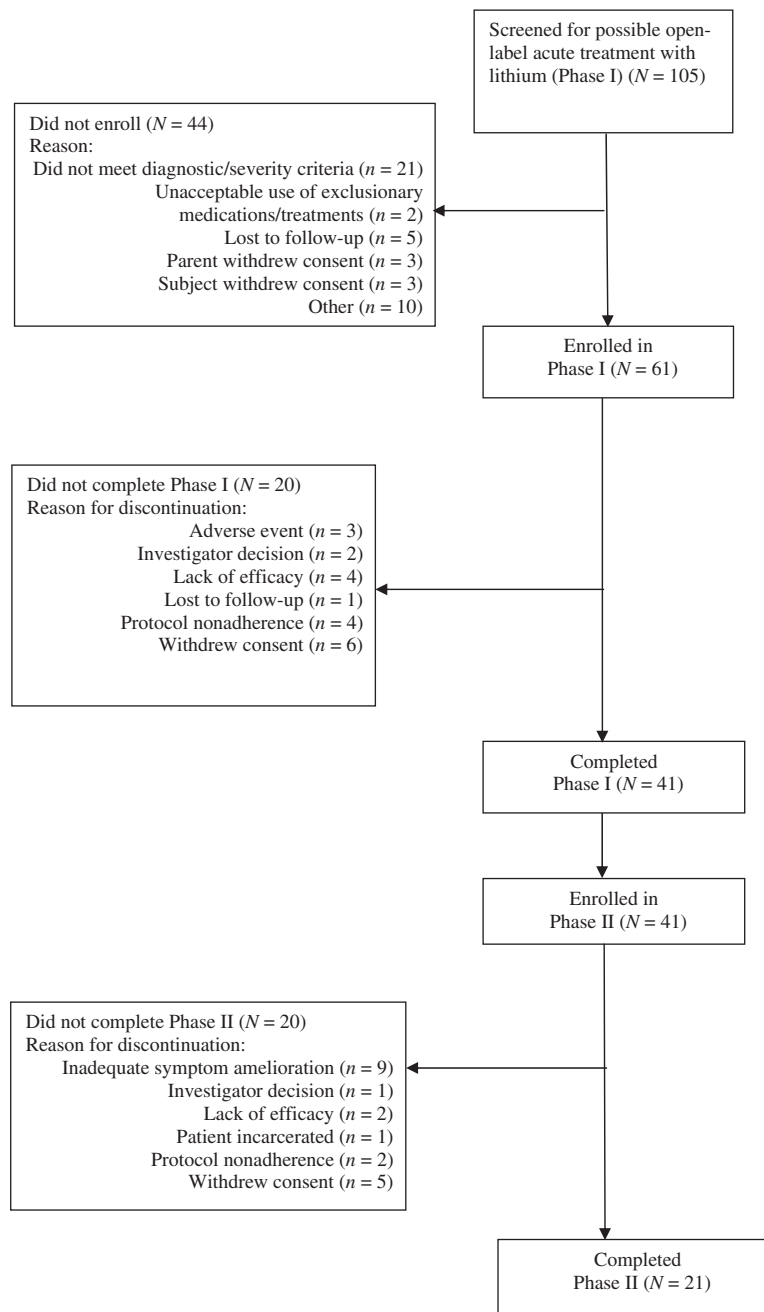 Screened for possible open-
label acute treatment with
lithium (Phase I) (N = 105)
Did not enroll (N = 44)
Reason:
Did not meet diagnostic/severity criteria (n = 21)
Unacceptable use of exclusionary
medications/treatments (n = 2)
Lost to follow-up (n = 5)
Parent withdrew consent (n = 3)
Subject withdrew consent (n = 3)
Other (n = 10)
Enrolled in
Phase I (N = 61)
Did not complete Phase I (N = 20)
Reason for discontinuation:
Adverse event (n = 3)
Investigator decision (n = 2)
Lack of efficacy (n = 4)
Lost to follow-up (n = 1)
Protocol nonadherence (n = 4)
Withdrew consent (n = 6)
Completed
Phase I (N = 41)
Enrolled in
Phase II (N = 41)
Did not complete Phase II (N = 20)
Reason for discontinuation:
Inadequate symptom amelioration (n = 9)
Investigator decision (n = 1)
Lack of efficacy (n = 2)
Patient incarcerated (n = 1)
Protocol nonadherence (n = 2)
Withdrew consent (n = 5)
Completed
Phase II (N = 21)